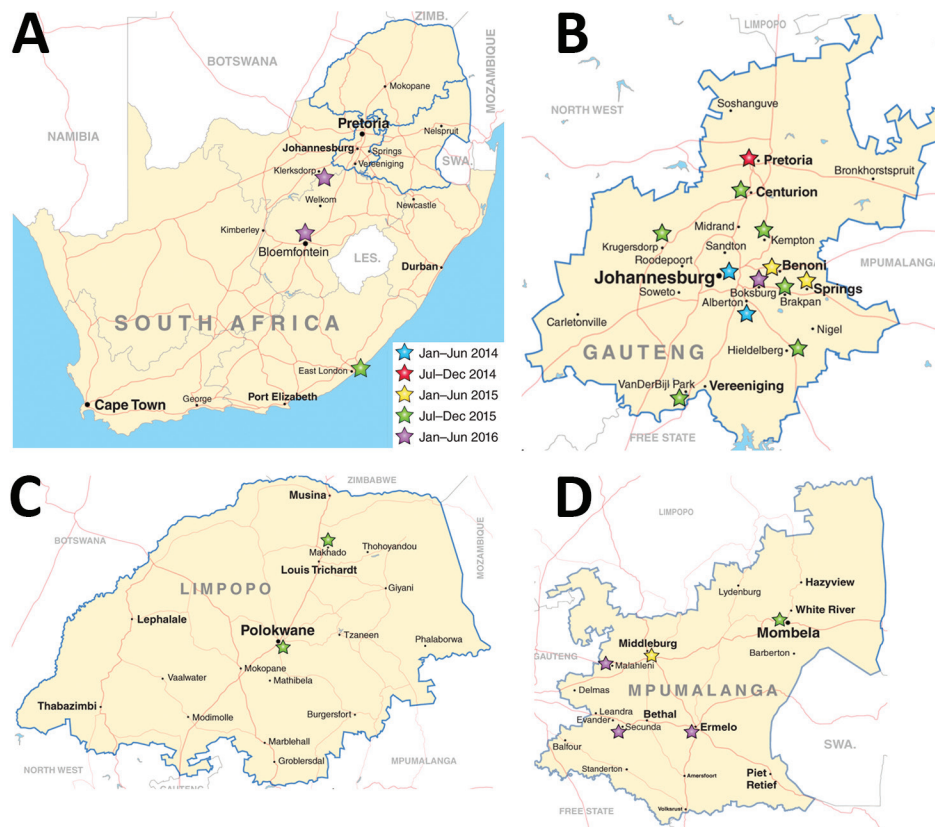 A
ZIMB.
BOTSWANA
MOZAMBIQUE
Mokopane
NAMIBIA
Pretoria
Nelspruit
Johannesburg
Springs
SWA.
Vereeniging
Klerksdorp
Welkom
Newcastle
Kimberley
Bloemfontein
LES.
Durban
SOUTH AFRICA
East London
Cape Town
George
Port Elizabeth
Jan–Jun 2014
Jul–Dec 2014
Jan–Jun 2015
Jul–Dec 2015
Jan–Jun 2016
B
LIMPOPO
NORTH WEST
Soshanguve
Pretoria
Bronkhorstspruit
Centurion
Midrand
Kempton
Krugersdorp
Sandton
Roodepoort
Benoni
MPUMALANGA
Johannesburg
Springs
Soweto
Boksburg
Brakpan
Alberton
Carletonville
Nigel
GAUTENG
Hieldelberg
VanDerBijl Park
Vereeniging
FREE STATE
C
ZIMBABWE
Musina
BOTSWANA
MOZAMBIQUE
Makhado
Thohoyandou
Louis Trichardt
LIMPOPO
Giyani
Lephalale
Polokwane
Tzaneen
Phalaborwa
Mokopane
Vaalwater
Mathibela
Thabazimbi
Modimolle
Burgersfort
Marblehall
Groblersdal
NORTH WEST
MPUMALANGA
GAUTENG
D
LIMPOPO
Hazyview
Lydenburg
White River
Mombela
Middleburg
Barberton
GAUTENG
Malahleni
Delmas
MPUMALANGA
Leandra
Bethal
Evander
Secunda
Ermelo
Balfour
SWA.
Standerton
Amersfoort
Piet
Retief
Volksrust
FREE STATE